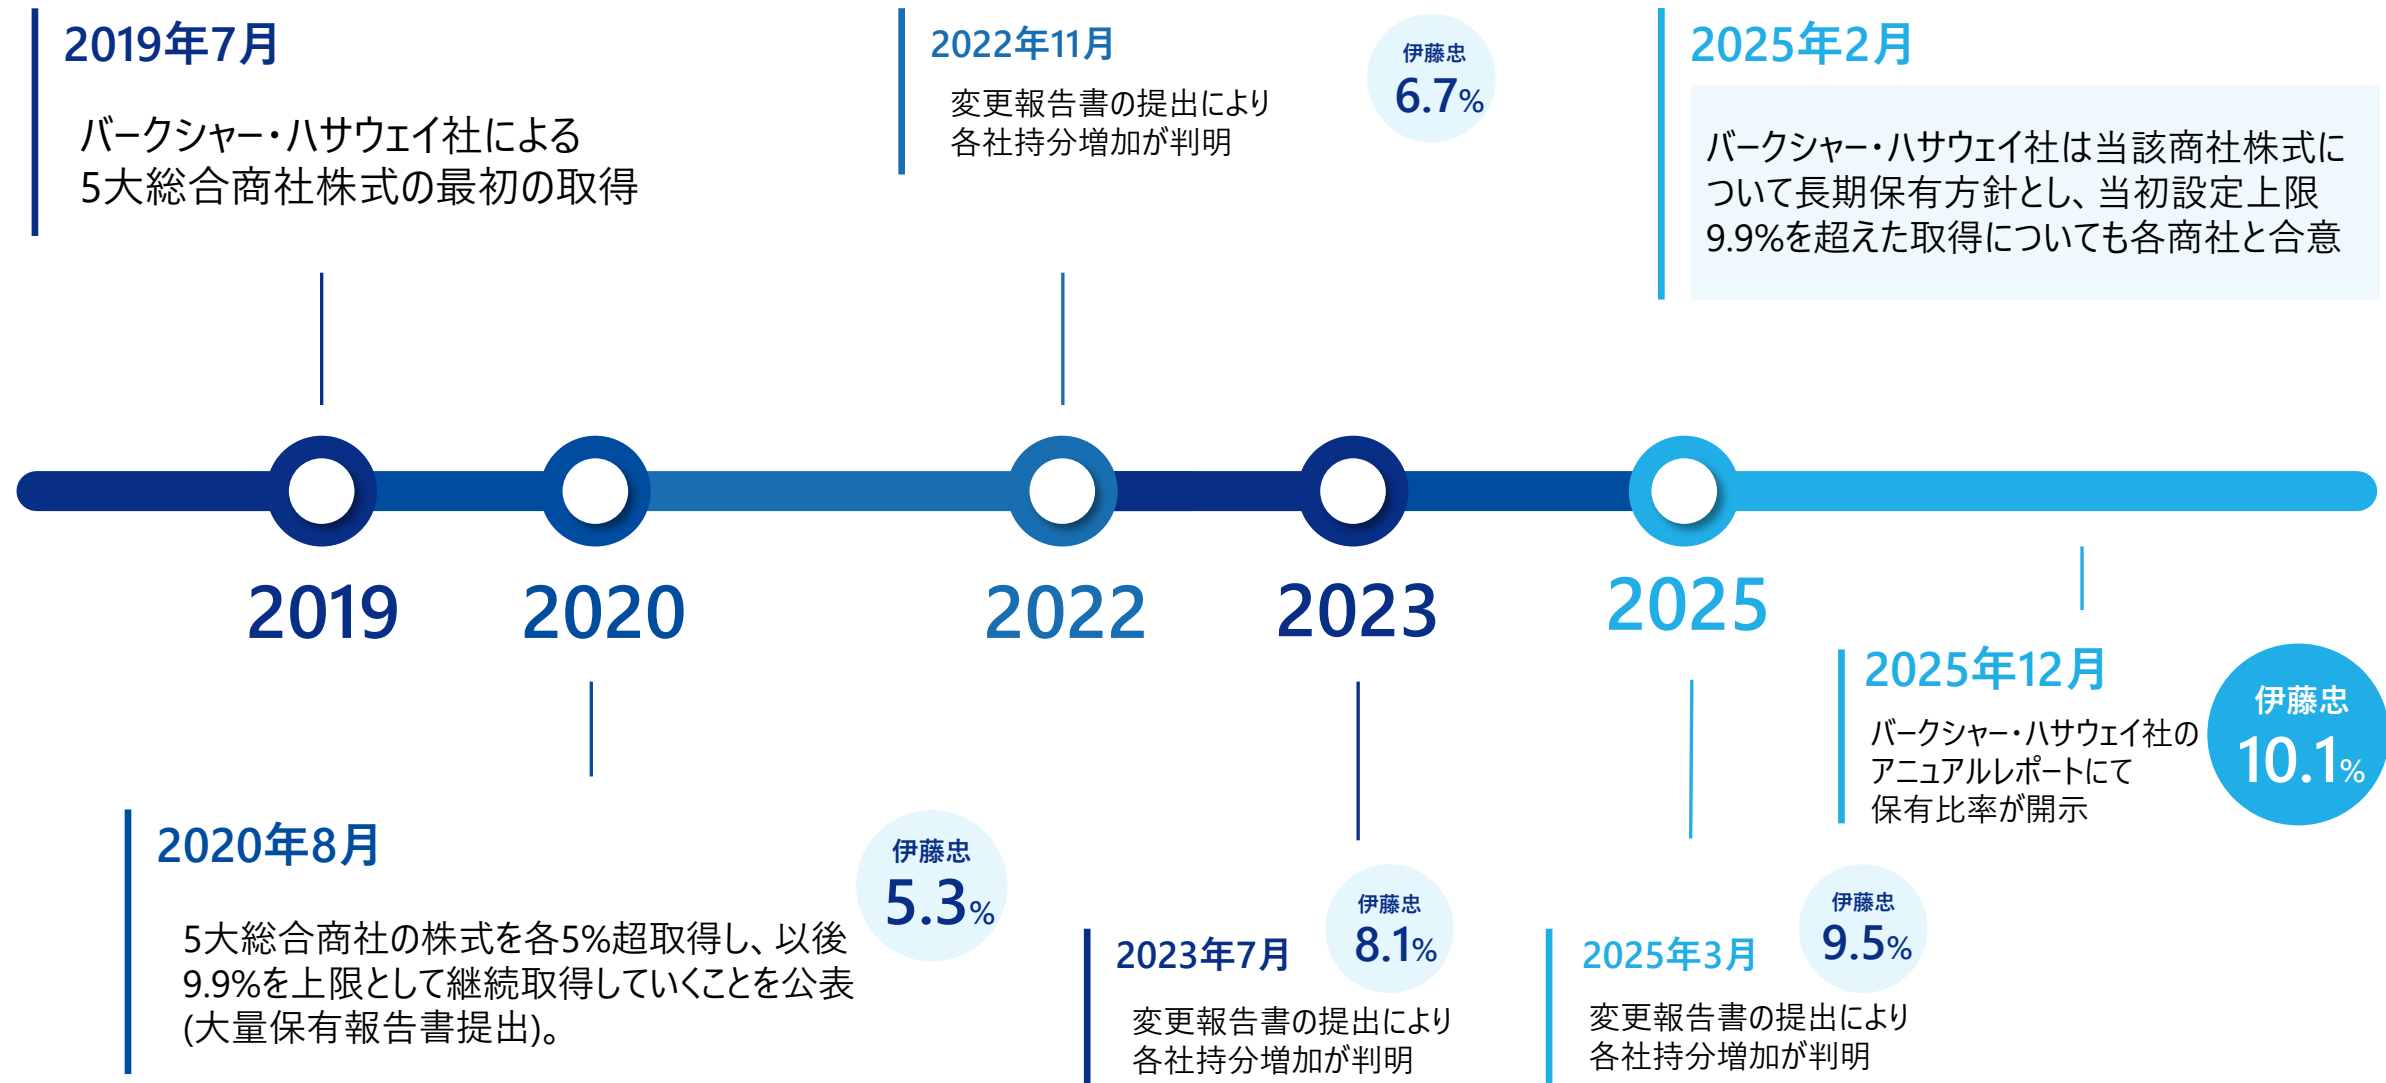 2019年7月
バークシャー・ハサウェイ社による
5大総合商社株式の最初の取得
2022年11月
変更報告書の提出により
各社持分増加が判明
伊藤忠
6.7%
2025年2月
バークシャー・ハサウェイ社は当該商社株式に
ついて長期保有方針とし、当初設定上限
9.9%を超えた取得についても各商社と合意
2019
2020
2022
2023
2025
2020年8月
5大総合商社の株式を各5%超取得し、以後
9.9%を上限として継続取得していくことを公表
(大量保有報告書提出)。
伊藤忠
5.3%
2023年7月
伊藤忠
8.1%
変更報告書の提出により
各社持分増加が判明
2025年3月
伊藤忠
9.5%
変更報告書の提出により
各社持分増加が判明
2025年12月
バークシャー・ハサウェイ社の
アニュアルレポートにて
保有比率が開示
伊藤忠
10.1%